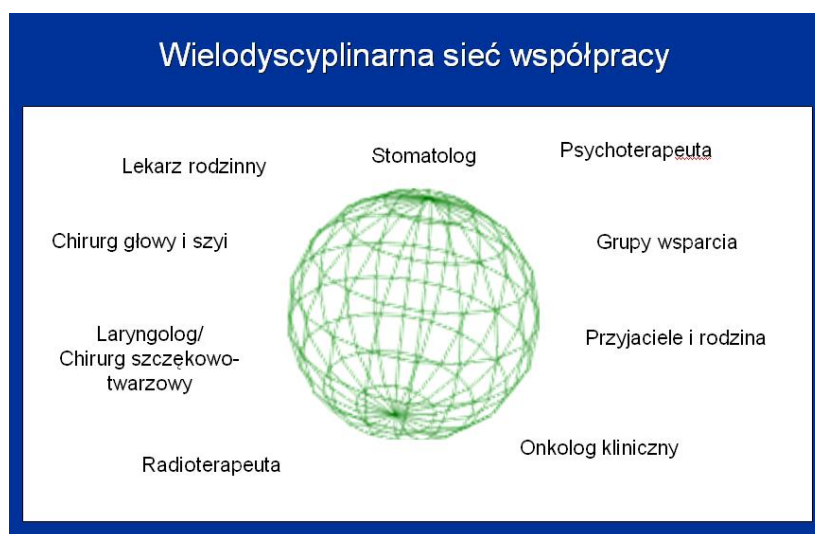 Wielodyscyplinarna sieć współpracy
Lekarz rodzinny
Stomatolog
Psychoterapeuta
Chirurg głowy i szyi
Grupy wsparcia
Laryngolog/
Chirurg szczękowo-
twarzowy
Przyjaciele i rodzina
Radioterapeuta
Onkolog kliniczny